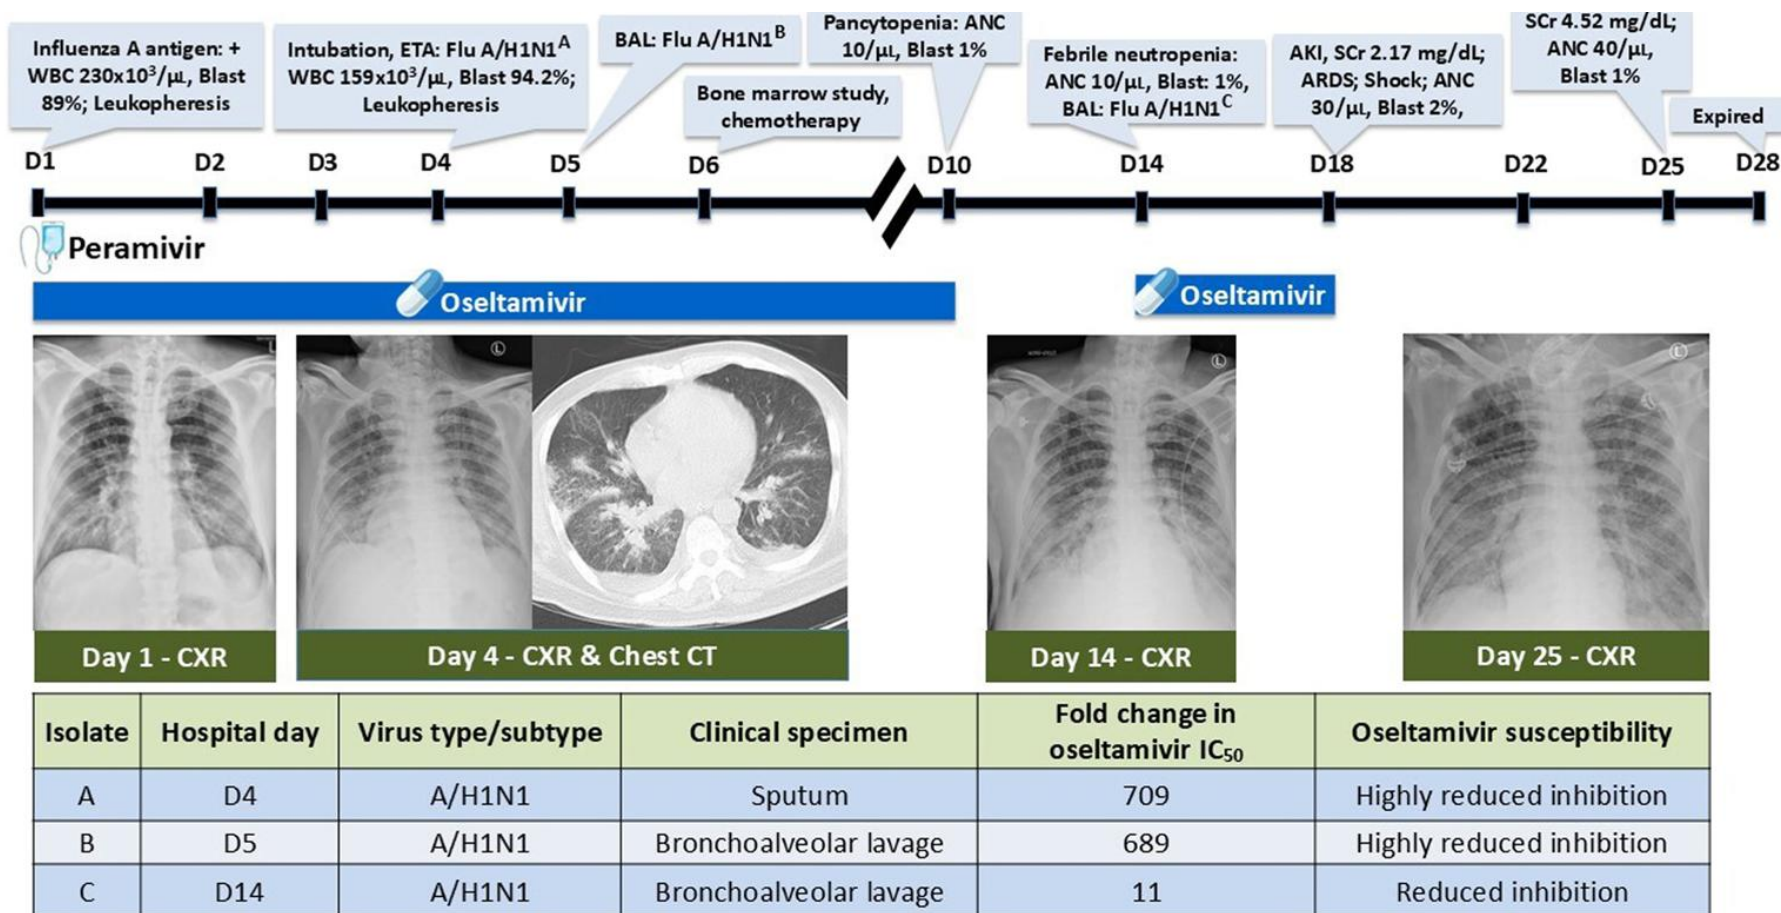 Influenza A antigen: +
WBC 230x10³/µL, Blast
89%; Leukopheresis
Intubation, ETA: Flu A/H1N1ᴬ
WBC 159x10³/µL, Blast 94.2%;
Leukopheresis
BAL: Flu A/H1N1ᴮ
Bone marrow study,
chemotherapy
Pancytopenia: ANC
10/µL, Blast 1%
Febrile neutropenia:
ANC 10/µL, Blast: 1%,
BAL: Flu A/H1N1ᶜ
AKI, SCr 2.17 mg/dL;
ARDS; Shock; ANC
30/µL, Blast 2%,
SCr 4.52 mg/dL;
ANC 40/µL,
Blast 1%
Expired
D1 D2 D3 D4 D5 D6 D10 D14 D18 D22 D25 D28
Peramivir
Oseltamivir
Oseltamivir
L
L
L
L
Day 1 - CXR
Day 4 - CXR & Chest CT
Day 14 - CXR
Day 25 - CXR
Isolate Hospital day Virus type/subtype Clinical specimen Fold change in oseltamivir IC₅₀ Oseltamivir susceptibility
A D4 A/H1N1 Sputum 709 Highly reduced inhibition
B D5 A/H1N1 Bronchoalveolar lavage 689 Highly reduced inhibition
C D14 A/H1N1 Bronchoalveolar lavage 11 Reduced inhibition